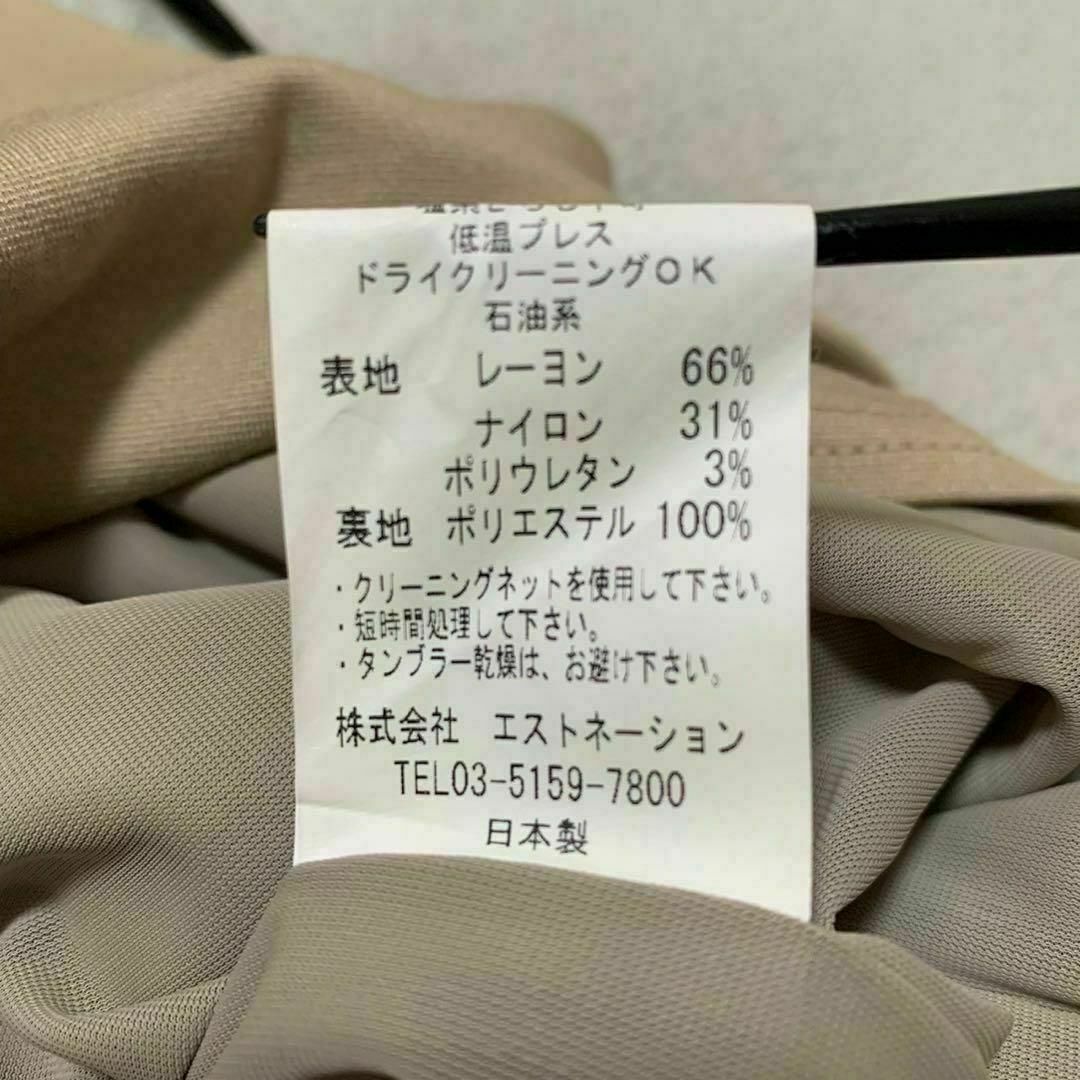 低温プレス
ドライクリーニングOK
石油系
表地 レーヨン 66%
ナイロン 31%
ポリウレタン 3%
裏地 ポリエステル 100%
・クリーニングネットを使用して下さい。
・短時間処理して下さい。
・タンブラー乾燥は、お避け下さい。
株式会社 エストネーション
TEL03-5159-7800
日本製